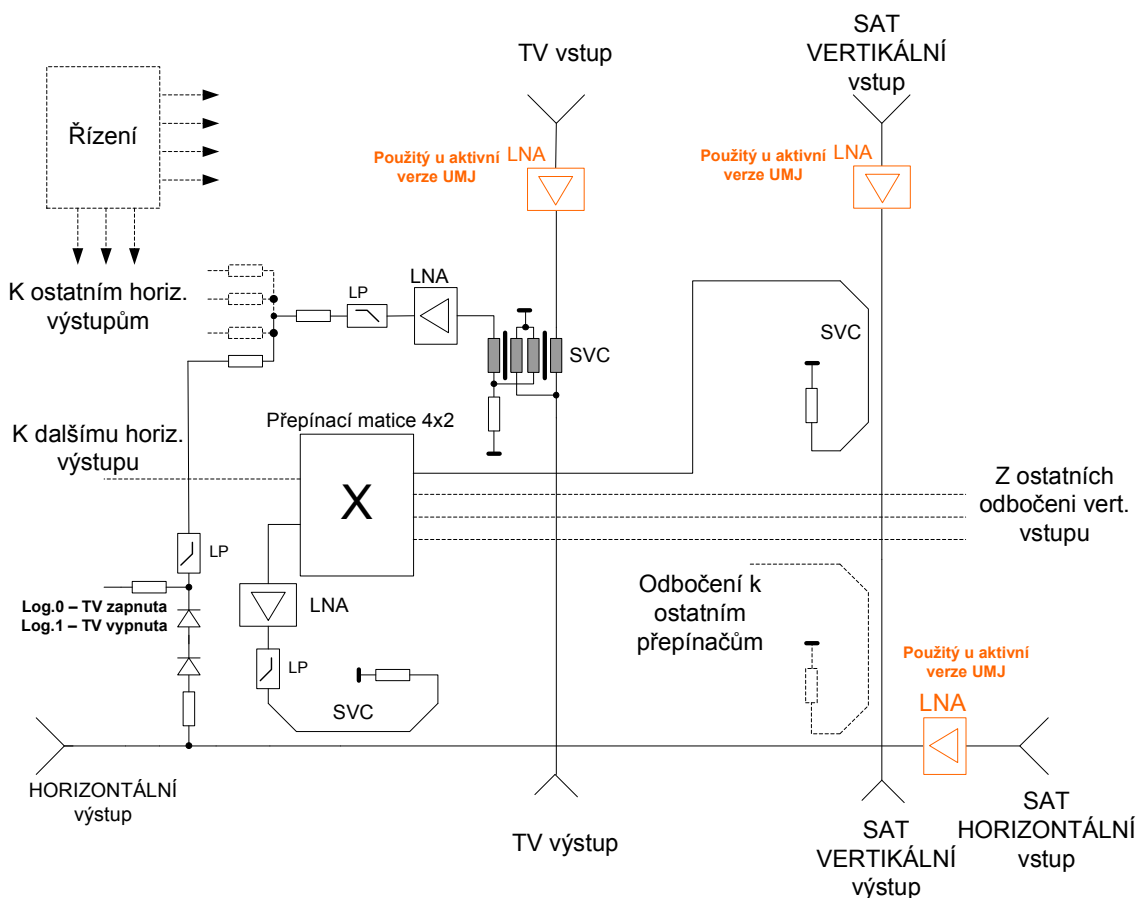 SAT
VERTIKÁLNÍ
vstup
TV vstup
Řízení
Použitý u aktivní
verze UMJ
LNA
Použitý u aktivní
verze UMJ
LNA
K ostatním horiz.
výstupům
LP
LNA
SVC
SVC
K dalšímu horiz.
výstupu
Přepínací matice 4x2
X
Z ostatních
odbočeni vert.
vstupu
LP
Log.0 – TV zapnuta
Log.1 – TV vypnuta
LNA
LP
SVC
Odbočení k
ostatním
přepínačům
Použitý u aktivní
verze UMJ
LNA
HORIZONTÁLNÍ
výstup
TV výstup
SAT
VERTIKÁLNÍ
výstup
SAT
HORIZONTÁLNÍ
vstup